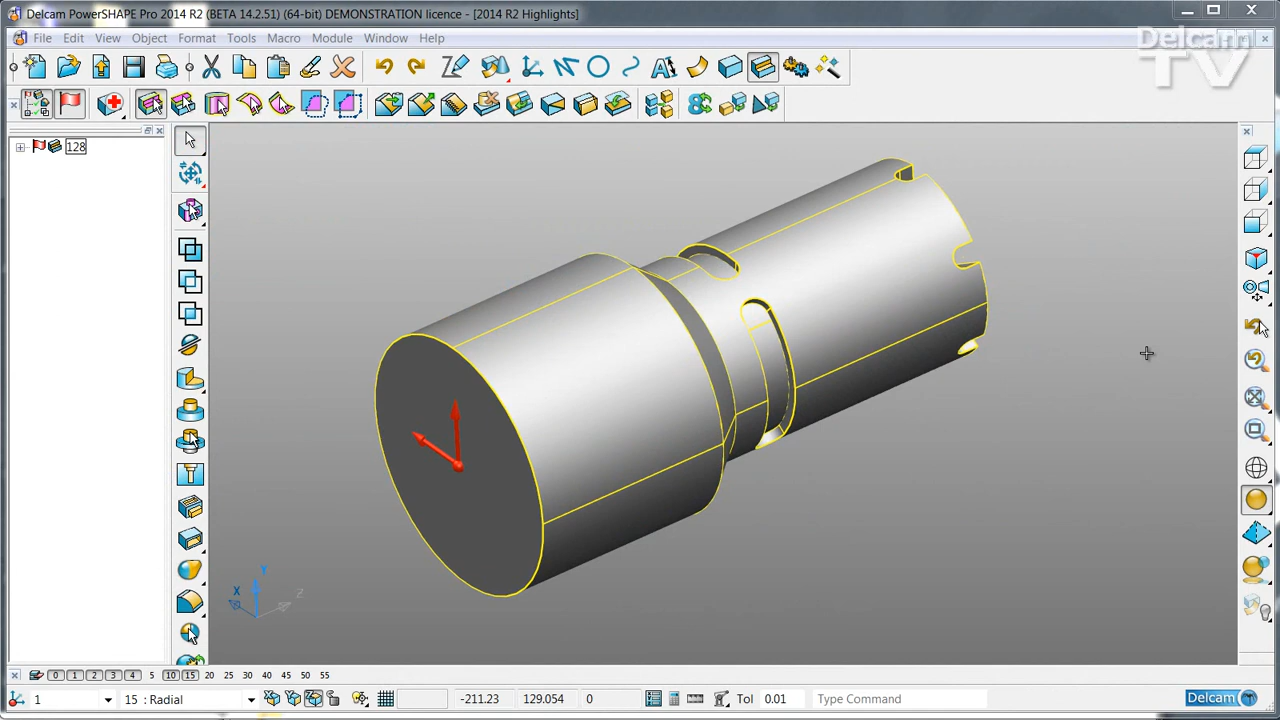 Delcam PowerSHAPE Pro 2014 R2 (BETA 14.2.51) (64-bit) DEMONSTRATION licence - [2014 R2 Highlights]
File Edit View Object Format Tools Macro Module Window Help
Delcam
TV
128
Y
X
Z
0 1 2 3 4 5 10 15 20 25 30 40 45 50 55
1 15 : Radial -211.23 129.054 0 Tol 0.01 Type Command Delcam